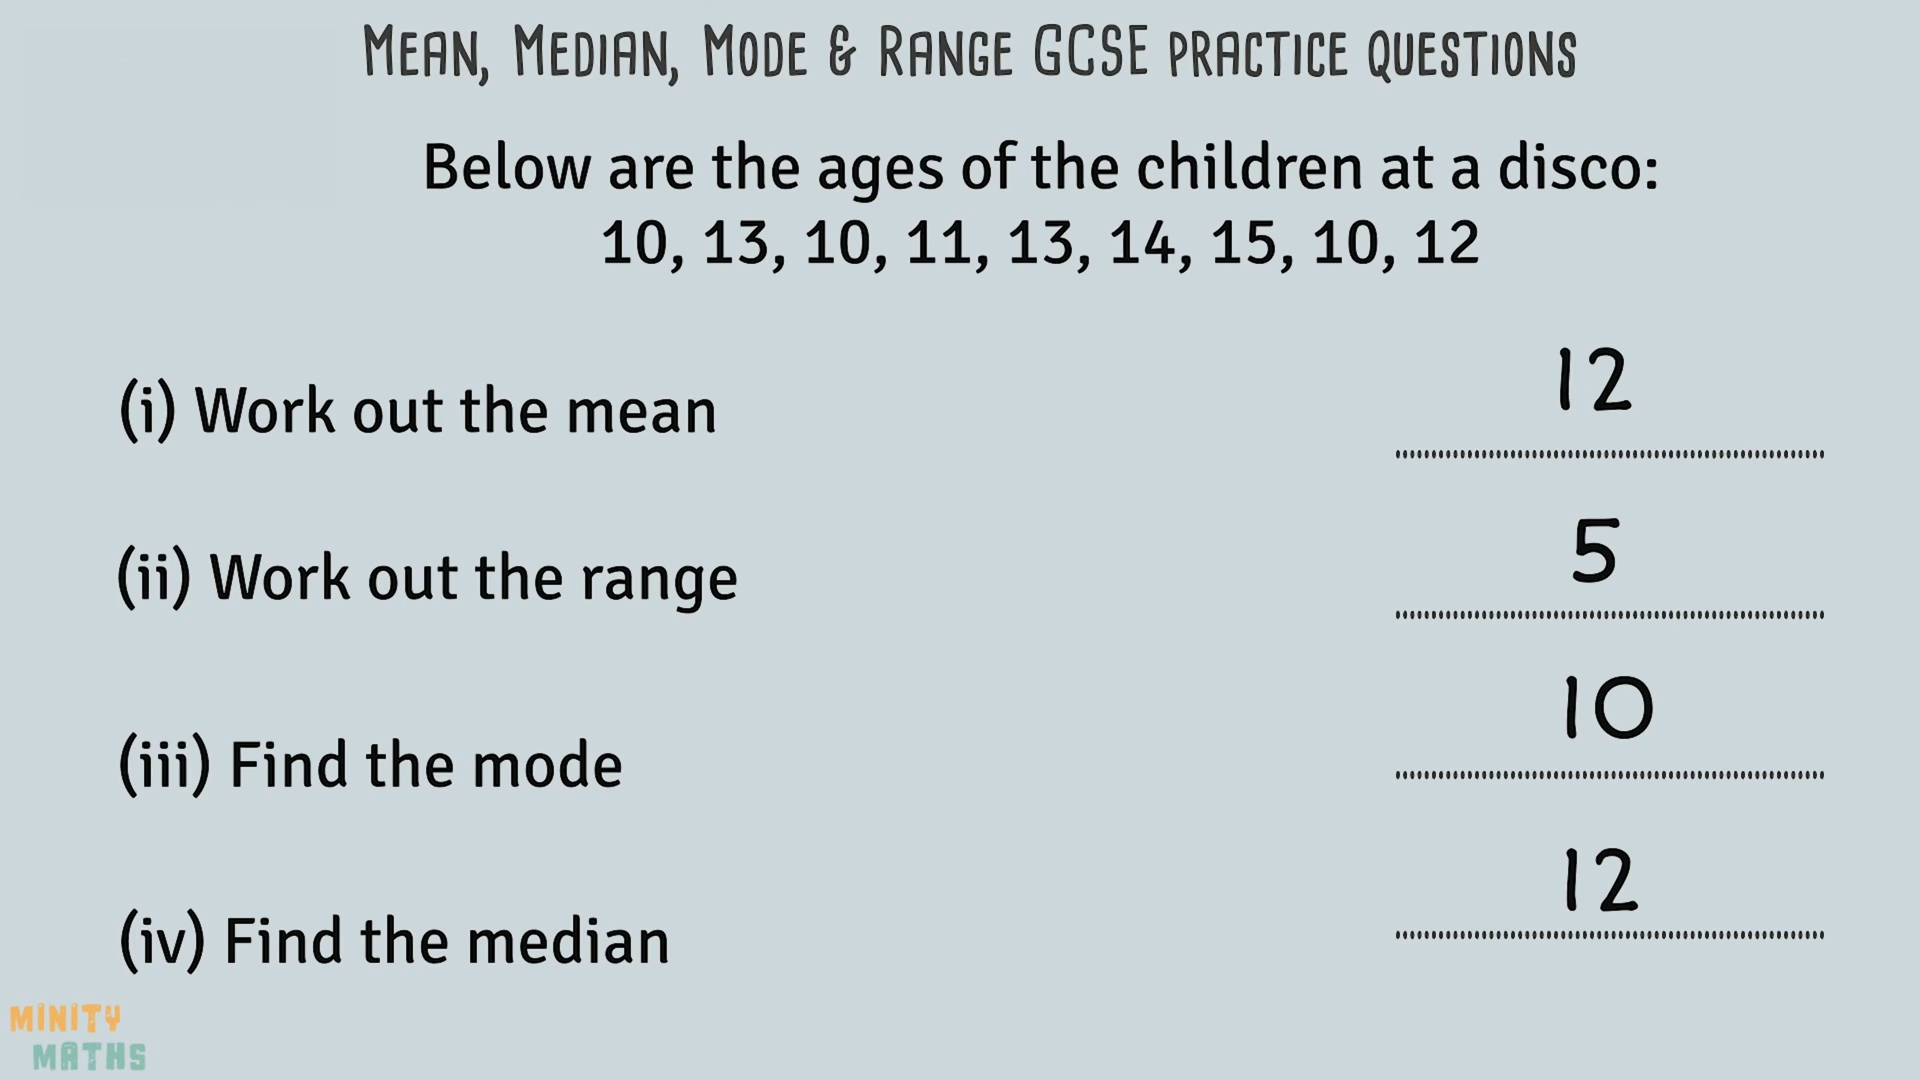 MEAN, MEDIAN, MODE & RANGE GCSE PRACTICE QUESTIONS
Below are the ages of the children at a disco:
10, 13, 10, 11, 13, 14, 15, 10, 12
(i) Work out the mean
12
(ii) Work out the range
5
(iii) Find the mode
10
(iv) Find the median
12
MINITY
MATHS